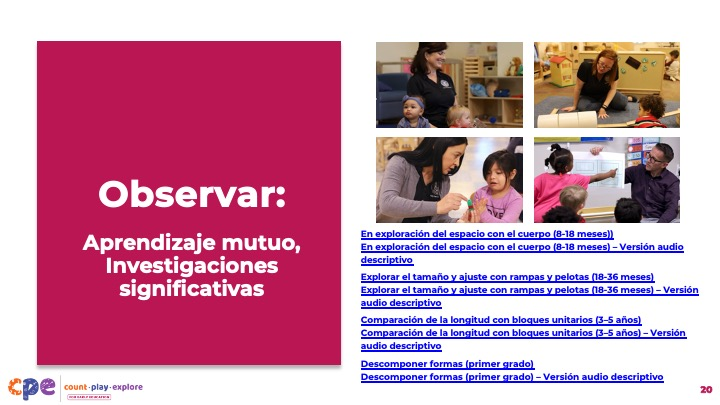 Observar:
Aprendizaje mutuo,
Investigaciones
significativas
En exploración del espacio con el cuerpo (8-18 meses))
En exploración del espacio con el cuerpo (8-18 meses) – Versión audio
descriptivo
Explorar el tamaño y ajuste con rampas y pelotas (18-36 meses)
Explorar el tamaño y ajuste con rampas y pelotas (18-36 meses) – Versión
audio descriptivo
Comparación de la longitud con bloques unitarios (3–5 años)
Comparación de la longitud con bloques unitarios (3–5 años) – Versión
audio descriptivo
Descomponer formas (primer grado)
Descomponer formas (primer grado) – Versión audio descriptivo
cpe count·play·explore
20